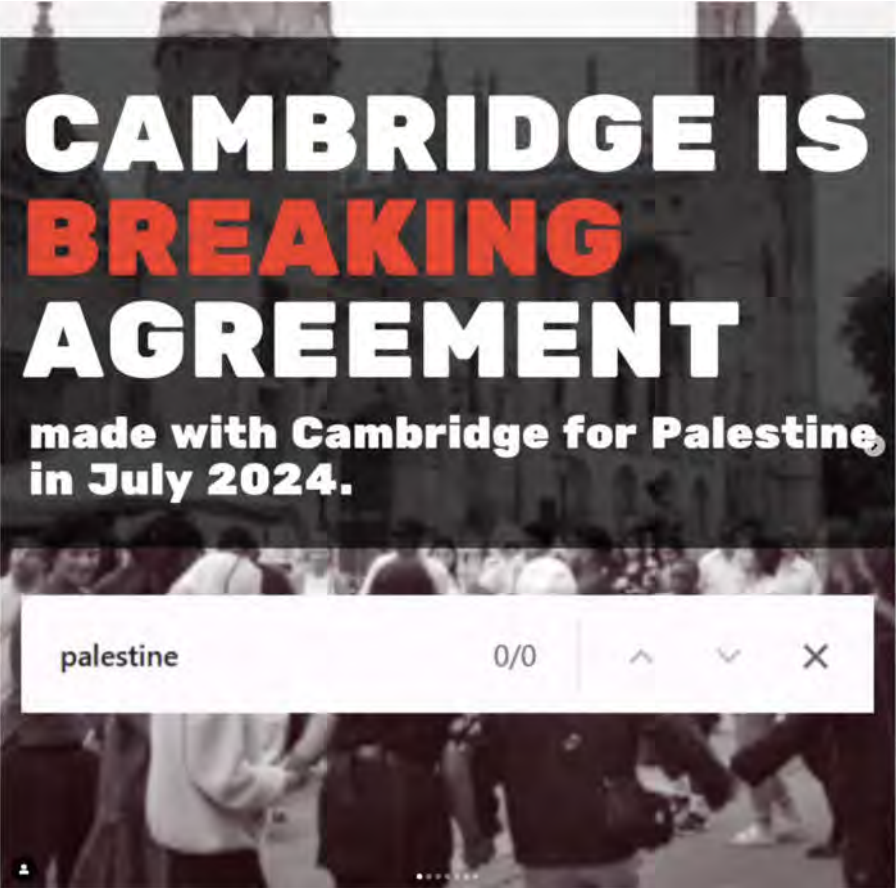 CAMBRIDGE IS
BREAKING
AGREEMENT
made with Cambridge for Palestine
in July 2024.
palestine 0/0